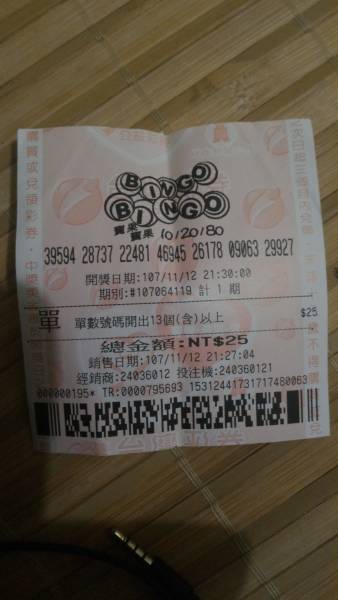 BINGO
BINGO
賓果
賓果 10/20/80
39594 28737 22481 46945 26178 09063 29927
開獎日期:107/11/12 21:30:00
期別:#107064119 計 1 期
單 單數號碼開出13個(含)以上 $25
總金額:NT$25
銷售日期:107/11/12 21:27:04
經銷商:24036012 投注機:240360121
000000195* TR:0000795693 15312441731717480063